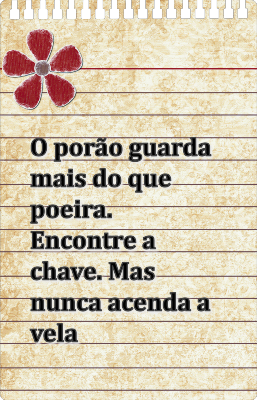 O porão guarda
mais do que
poeira.
Encontre a
chave. Mas
nunca acenda a
vela